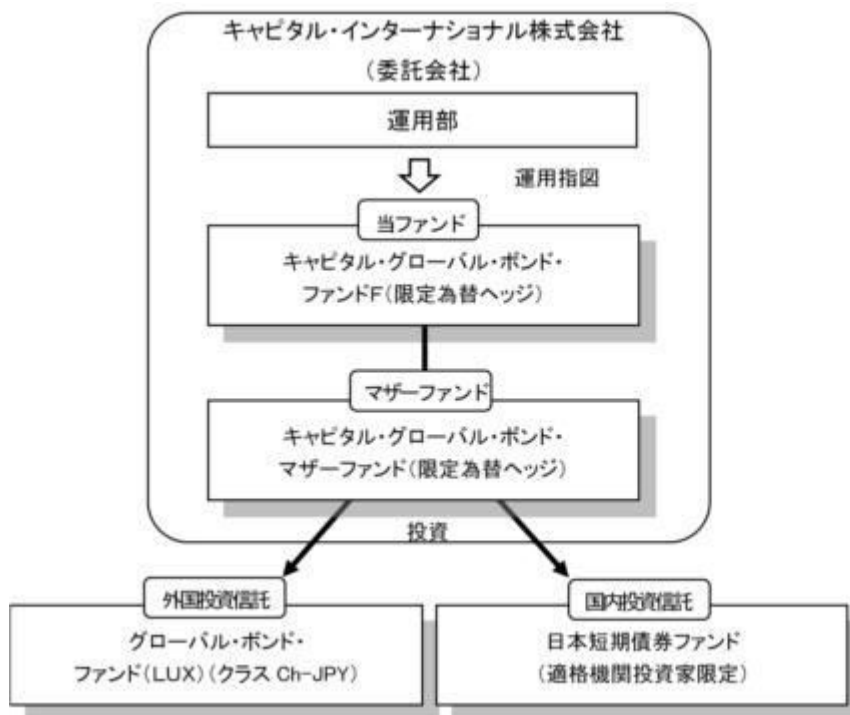 キャピタル・インターナショナル株式会社
（委託会社）
運用部
運用指図
当ファンド
キャピタル・グローバル・ボンド・
ファンドF（限定為替ヘッジ）
マザーファンド
キャピタル・グローバル・ボンド・
マザーファンド（限定為替ヘッジ）
投資
外国投資信託
グローバル・ボンド・
ファンド（LUX）（クラス Ch-JPY）
国内投資信託
日本短期債券ファンド
（適格機関投資家限定）